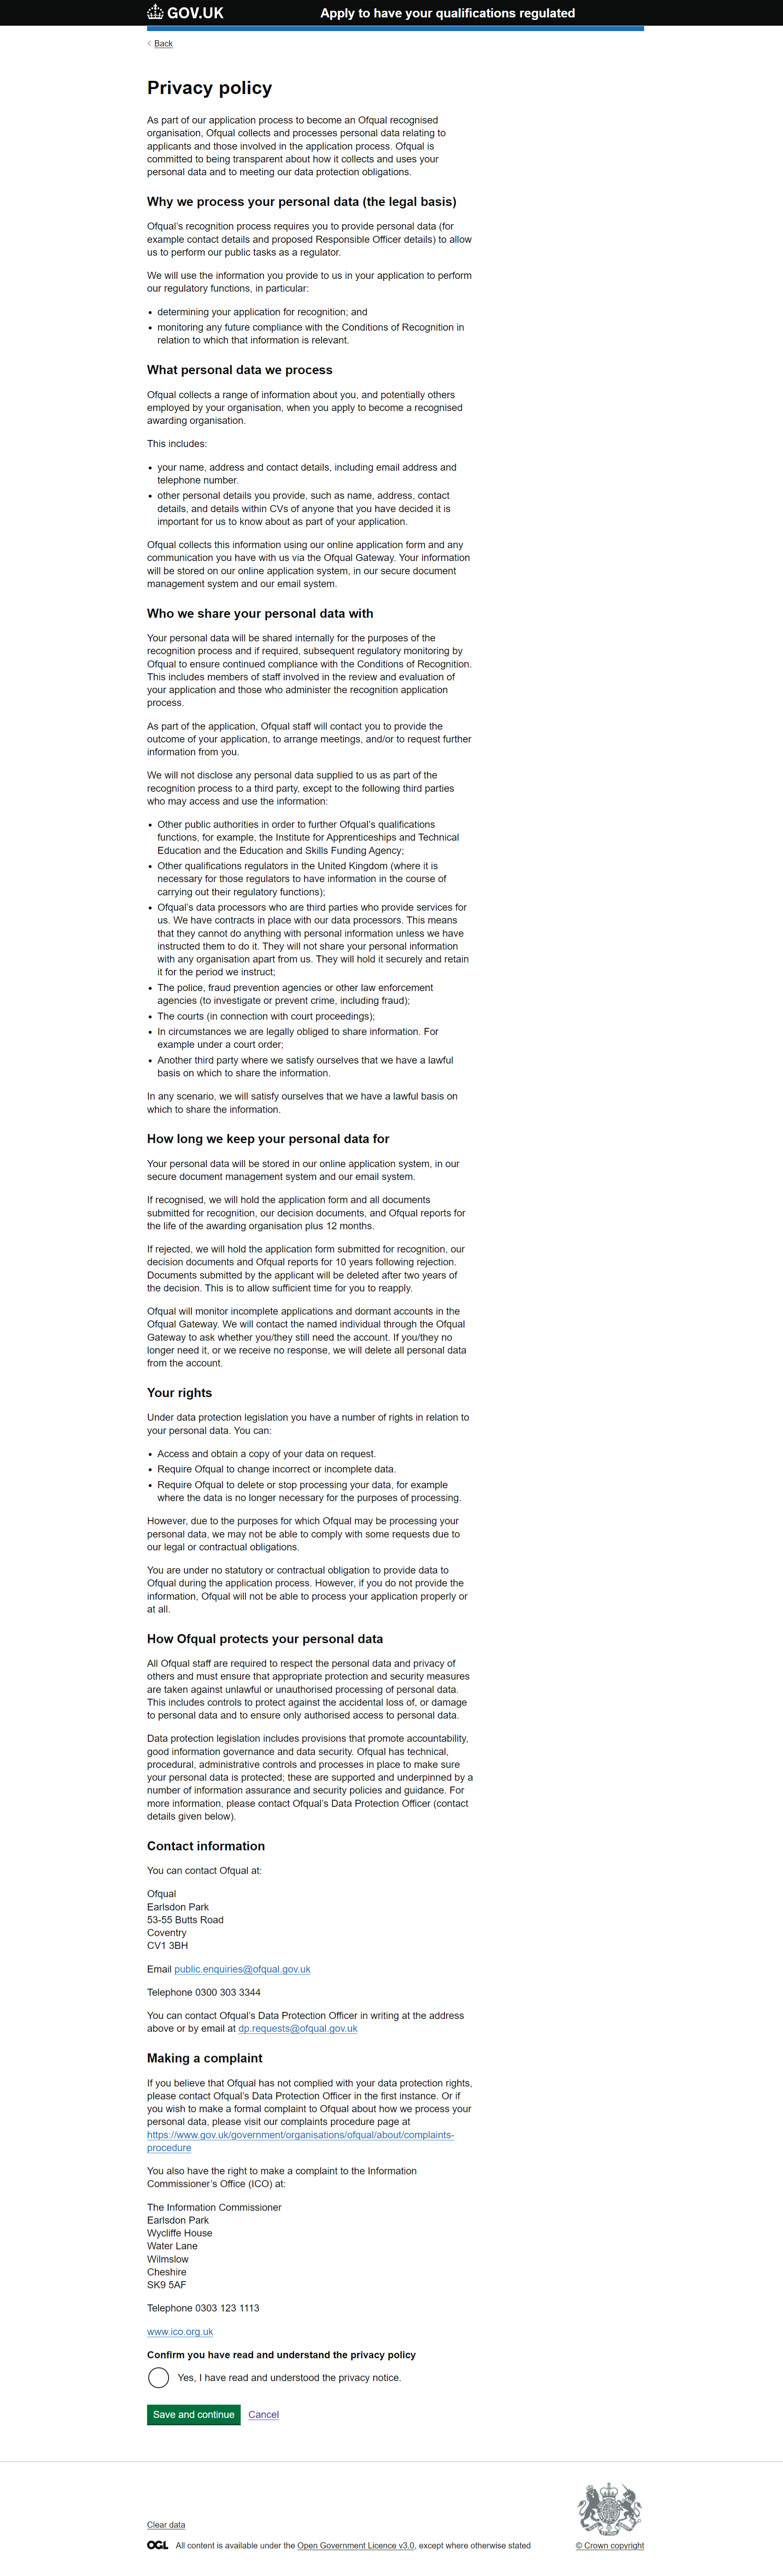 GOV.UK
Apply to have your qualifications regulated
Back
Privacy policy
As part of our application process to become an Ofqual recognised
organisation, Ofqual collects and processes personal data relating to
applicants and those involved in the application process. Ofqual is
committed to being transparent about how it collects and uses your
personal data and to meeting our data protection obligations.
Why we process your personal data (the legal basis)
Ofqual's recognition process requires you to provide personal data (for
example contact details and proposed Responsible Officer details) to allow
us to perform our public tasks as a regulator.
We will use the information you provide to us in your application to perform
our regulatory functions, in particular:
• determining your application for recognition; and
• monitoring any future compliance with the Conditions of Recognition in
relation to which that information is relevant.
What personal data we process
Ofqual collects a range of information about you, and potentially others
employed by your organisation, when you apply to become a recognised
awarding organisation.
This includes:
• your name, address and contact details, including email address and
telephone number.
• other personal details you provide, such as name, address, contact
details, and details within CVs of anyone that you have decided it is
important for us to know about as part of your application.
Ofqual collects this information using our online application form and any
communication you have with us via the Ofqual Gateway. Your information
will be stored on our online application system, in our secure document
management system and our email system.
Who we share your personal data with
Your personal data will be shared internally for the purposes of the
recognition process and if required, subsequent regulatory monitoring by
Ofqual to ensure continued compliance with the Conditions of Recognition.
This includes members of staff involved in the review and evaluation of
your application and those who administer the recognition application
process.
As part of the application, Ofqual staff will contact you to provide the
outcome of your application, to arrange meetings, and/or to request further
information from you.
We will not disclose any personal data supplied to us as part of the
recognition process to a third party, except to the following third parties
who may access and use the information:
• Other public authorities in order to further Ofqual's qualifications
functions, for example, the Institute for Apprenticeships and Technical
Education and the Education and Skills Funding Agency;
• Other qualifications regulators in the United Kingdom (where it is
necessary for those regulators to have information in the course of
carrying out their regulatory functions);
• Ofqual's data processors who are third parties who provide services for
us. We have contracts in place with our data processors. This means
that they cannot do anything with personal information unless we have
instructed them to do it. They will not share your personal information
with any organisation apart from us. They will hold it securely and retain
it for the period we instruct;
• The police, fraud prevention agencies or other law enforcement
agencies (to investigate or prevent crime, including fraud);
• The courts (in connection with court proceedings);
• In circumstances we are legally obliged to share information. For
example under a court order;
• Another third party where we satisfy ourselves that we have a lawful
basis on which to share the information.
In any scenario, we will satisfy ourselves that we have a lawful basis on
which to share the information.
How long we keep your personal data for
Your personal data will be stored in our online application system, in our
secure document management system and our email system.
If recognised, we will hold the application form and all documents
submitted for recognition, our decision documents, and Ofqual reports for
the life of the awarding organisation plus 12 months.
If rejected, we will hold the application form submitted for recognition, our
decision documents and Ofqual reports for 10 years following rejection.
Documents submitted by the applicant will be deleted after two years of
the decision. This is to allow sufficient time for you to reapply.
Ofqual will monitor incomplete applications and dormant accounts in the
Ofqual Gateway. We will contact the named individual through the Ofqual
Gateway to ask whether you/they still need the account. If you/they no
longer need it, or we receive no response, we will delete all personal data
from the account.
Your rights
Under data protection legislation you have a number of rights in relation to
your personal data. You can:
• Access and obtain a copy of your data on request.
• Require Ofqual to change incorrect or incomplete data.
• Require Ofqual to delete or stop processing your data, for example
where the data is no longer necessary for the purposes of processing.
However, due to the purposes for which Ofqual may be processing your
personal data, we may not be able to comply with some requests due to
our legal or contractual obligations.
You are under no statutory or contractual obligation to provide data to
Ofqual during the application process. However, if you do not provide the
information, Ofqual will not be able to process your application properly or
at all.
How Ofqual protects your personal data
All Ofqual staff are required to respect the personal data and privacy of
others and must ensure that appropriate protection and security measures
are taken against unlawful or unauthorised processing of personal data.
This includes controls to protect against the accidental loss of, or damage
to personal data and to ensure only authorised access to personal data.
Data protection legislation includes provisions that promote accountability,
good information governance and data security. Ofqual has technical,
procedural, administrative controls and processes in place to make sure
your personal data is protected; these are supported and underpinned by a
number of information assurance and security policies and guidance. For
more information, please contact Ofqual's Data Protection Officer (contact
details given below).
Contact information
You can contact Ofqual at:
Ofqual
Earlsdon Park
53-55 Butts Road
Coventry
CV1 3BH
Email public.enquiries@ofqual.gov.uk
Telephone 0300 303 3344
You can contact Ofqual's Data Protection Officer in writing at the address
above or by email at dp.requests@ofqual.gov.uk
Making a complaint
If you believe that Ofqual has not complied with your data protection rights,
please contact Ofqual's Data Protection Officer in the first instance. Or if
you wish to make a formal complaint to Ofqual about how we process your
personal data, please visit our complaints procedure page at
https://www.gov.uk/government/organisations/ofqual/about/complaints-
procedure
You also have the right to make a complaint to the Information
Commissioner's Office (ICO) at:
The Information Commissioner
Earlsdon Park
Wycliffe House
Water Lane
Wilmslow
Cheshire
SK9 5AF
Telephone 0303 123 1113
www.ico.org.uk
Confirm you have read and understand the privacy policy
Yes, I have read and understood the privacy notice.
Save and continue
Cancel
Clear data
OGL All content is available under the Open Government Licence v3.0, except where otherwise stated
© Crown copyright